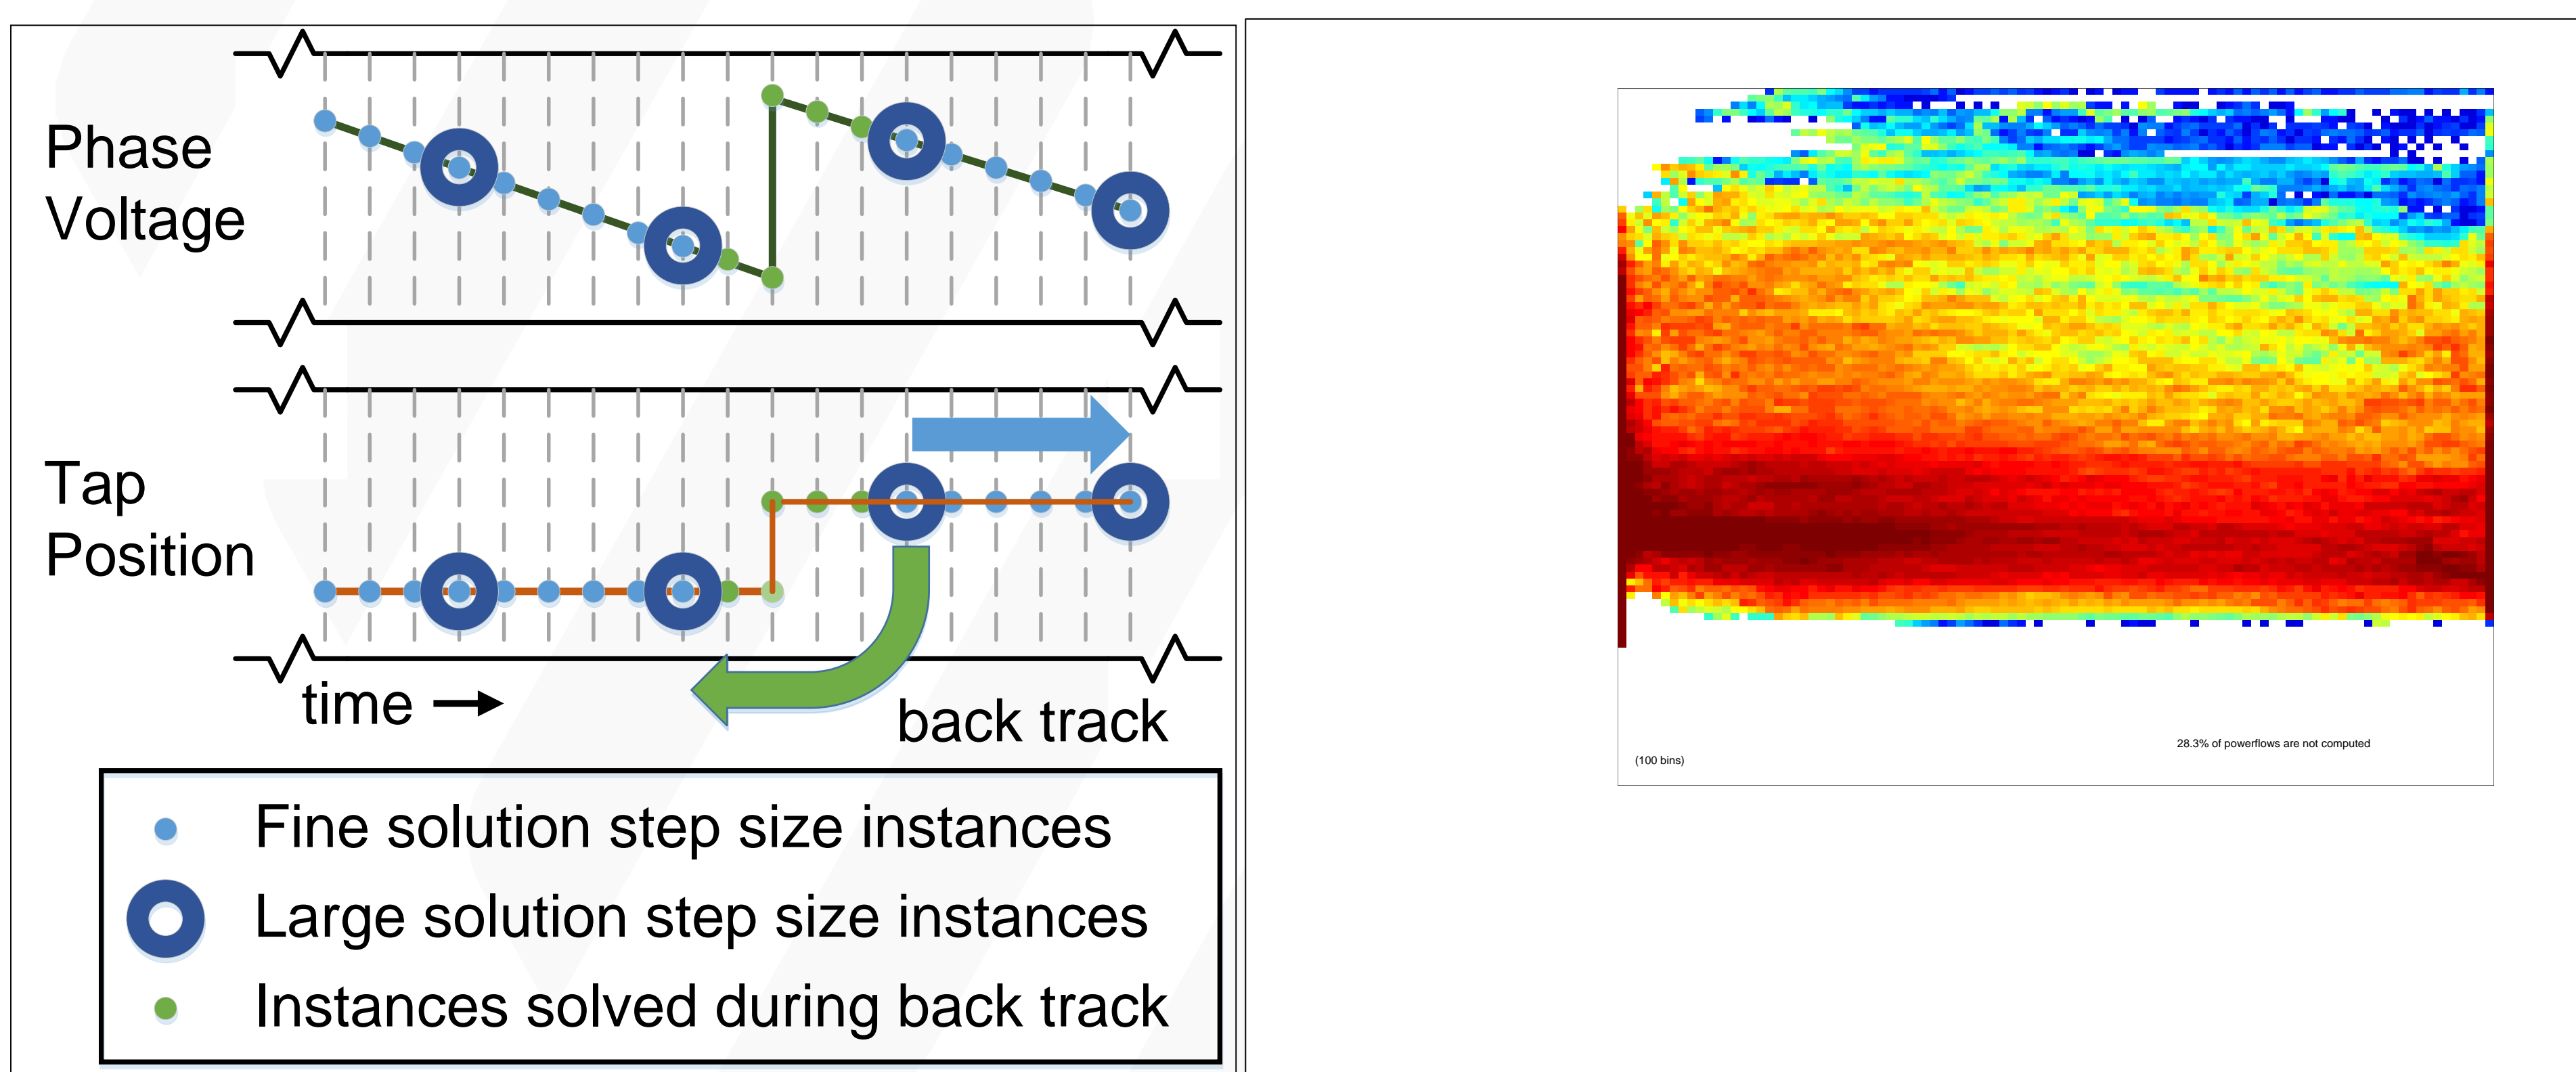 Phase
Voltage
Tap
Position
time
back track
Fine solution step size instances
Large solution step size instances
Instances solved during back track
28.3% of powerflows are not computed
(100 bins)